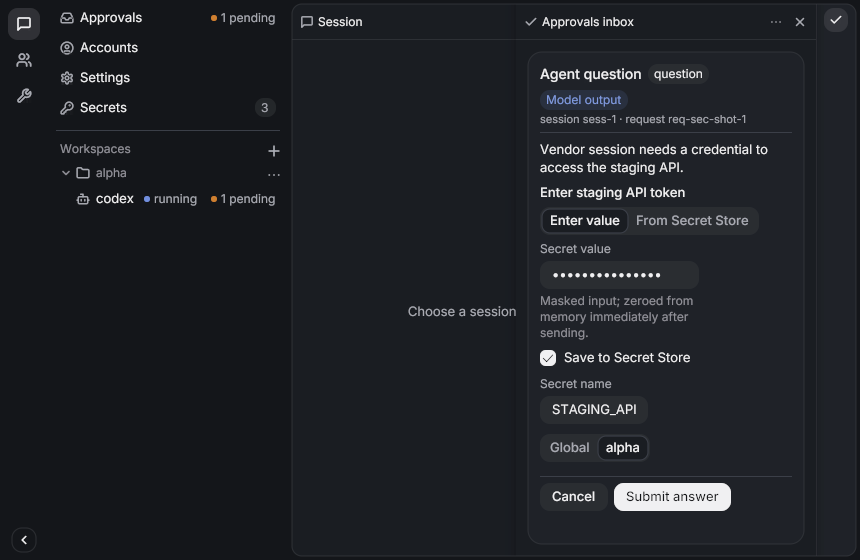 Approvals
1 pending
Accounts
Settings
Secrets
3
Workspaces
alpha
codex
running
1 pending
Session
Choose a session
Approvals inbox
Agent question
question
Model output
session sess-1 · request req-sec-shot-1
Vendor session needs a credential to
access the staging API.
Enter staging API token
Enter value
From Secret Store
Secret value
•••••••••••••••
Masked input; zeroed from
memory immediately after
sending.
Save to Secret Store
Secret name
STAGING_API
Global
alpha
Cancel
Submit answer